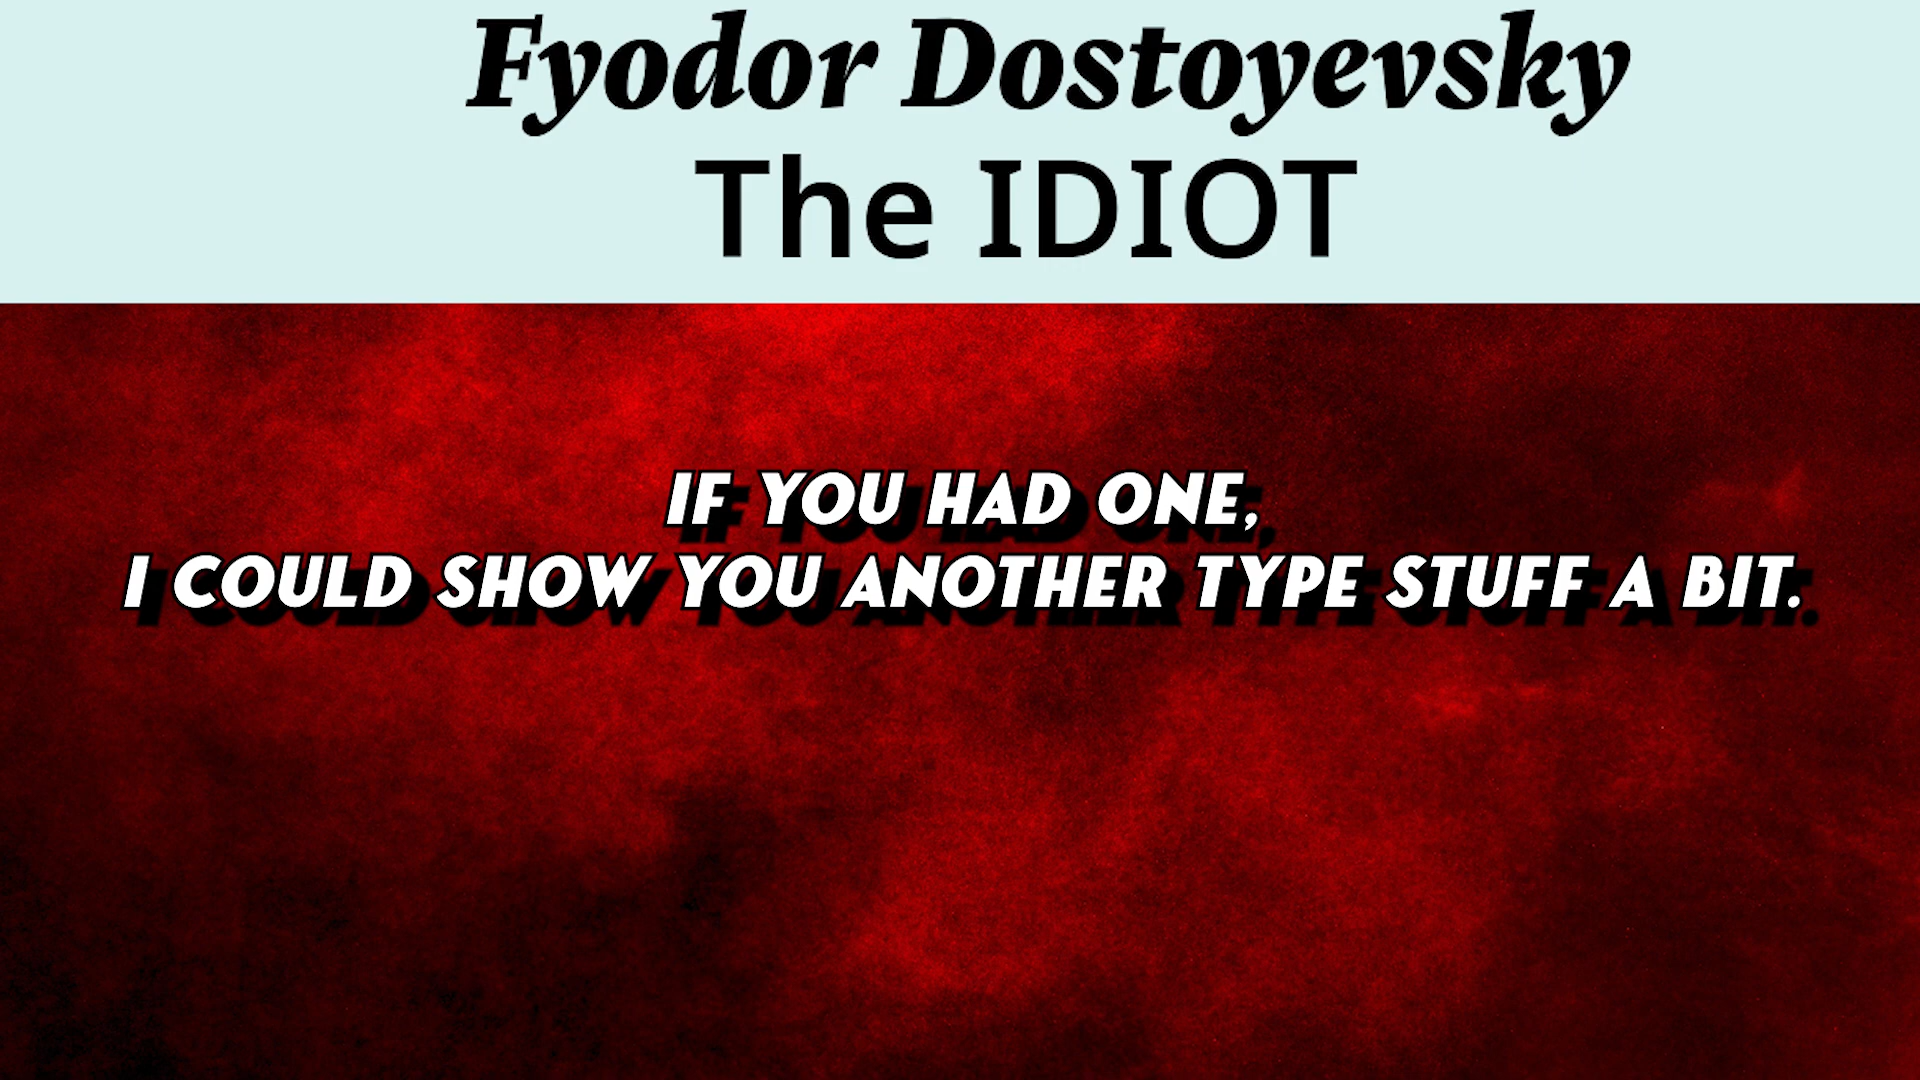 Fyodor Dostoyevsky
The IDIOT
IF YOU HAD ONE,
I COULD SHOW YOU ANOTHER TYPE STUFF A BIT.